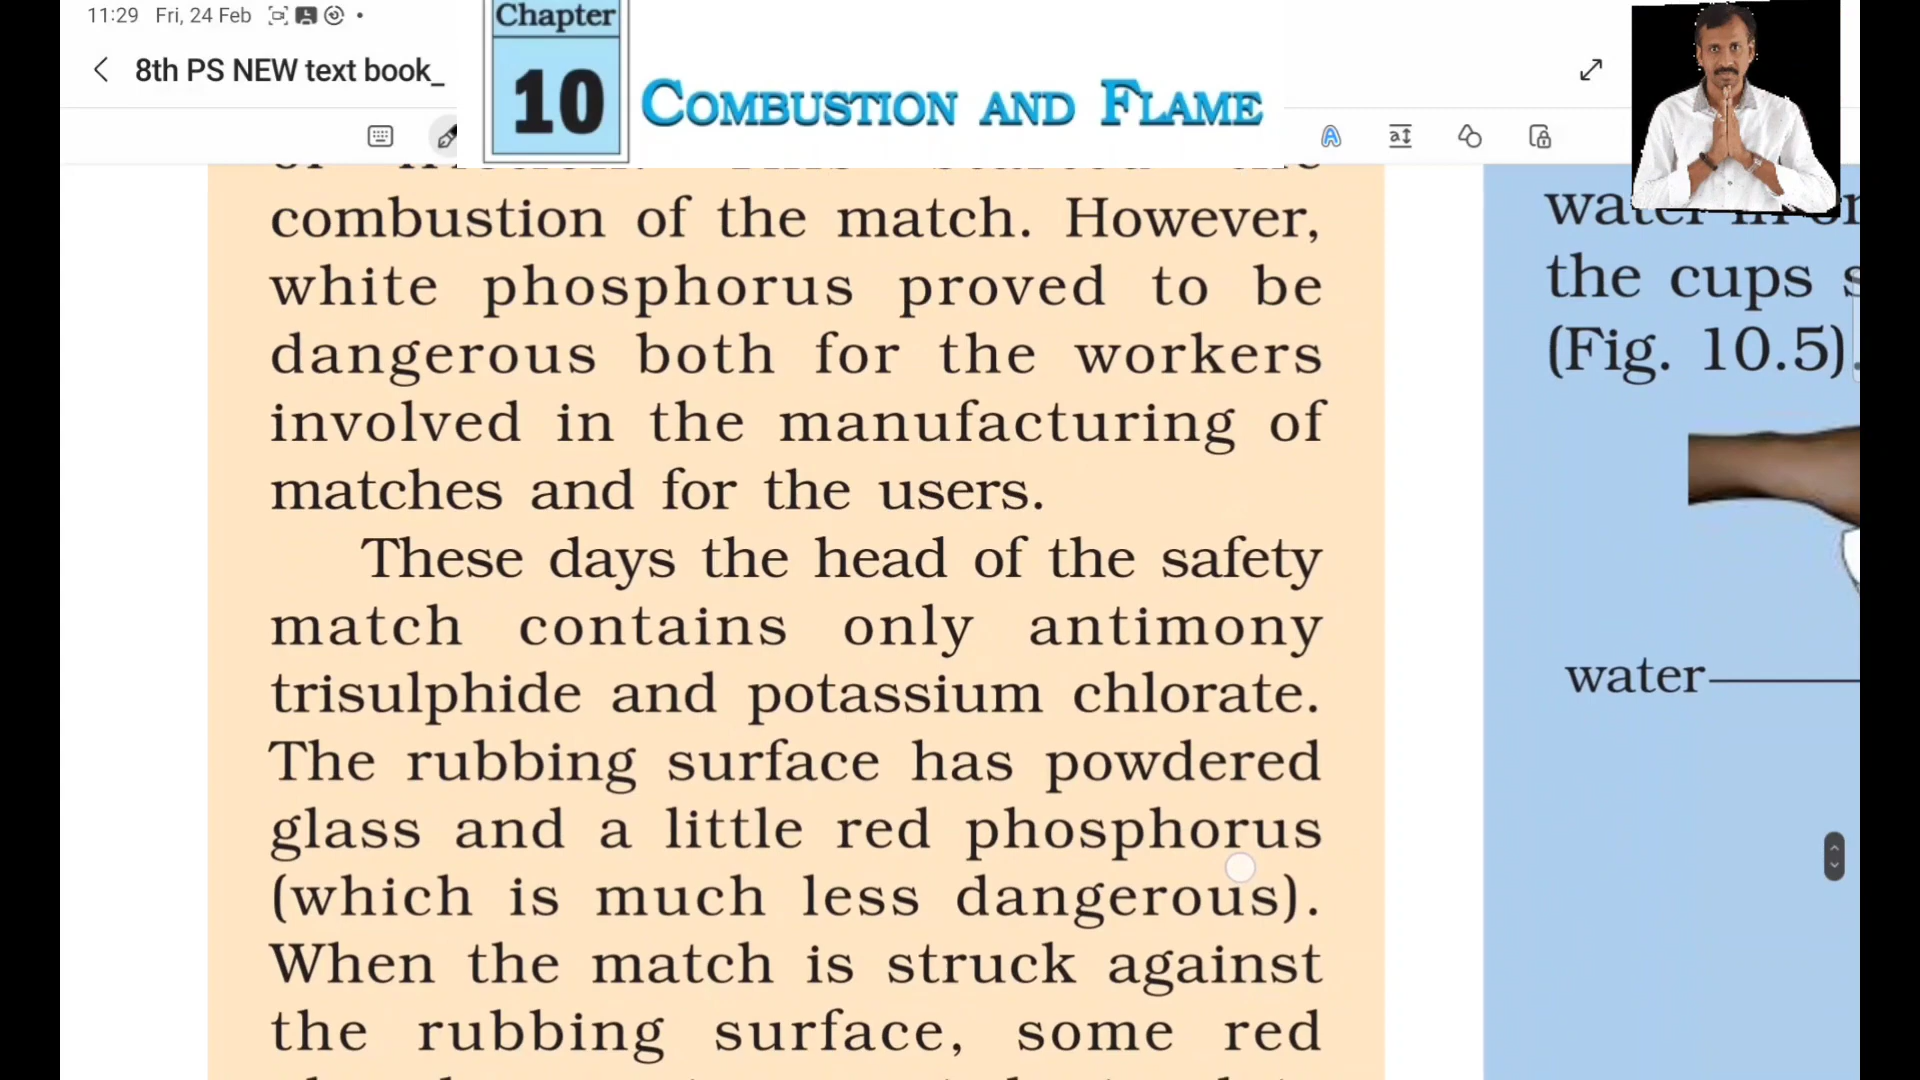 11:29 Fri, 24 Feb
8th PS NEW text book_
Chapter
10
COMBUSTION AND FLAME
combustion of the match. However,
white phosphorus proved to be
dangerous both for the workers
involved in the manufacturing of
matches and for the users.
These days the head of the safety
match contains only antimony
trisulphide and potassium chlorate.
The rubbing surface has powdered
glass and a little red phosphorus
(which is much less dangerous).
When the match is struck against
the rubbing surface, some red
water in
the cups
(Fig. 10.5).
water